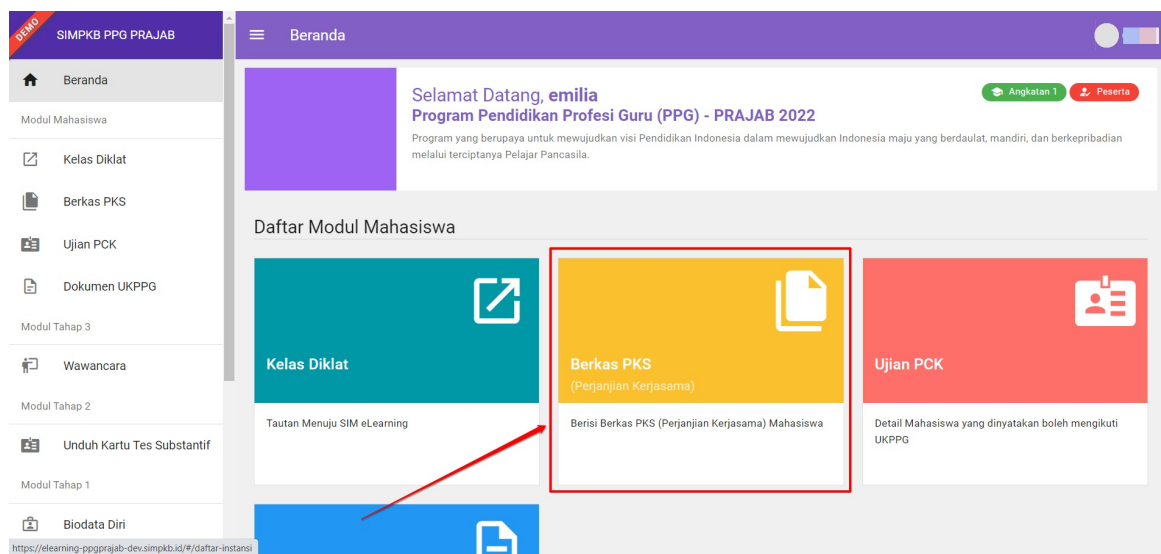 DEMO
SIMPKB PPG PRAJAB
Beranda
Beranda
Modul Mahasiswa
Kelas Diklat
Berkas PKS
Ujian PCK
Dokumen UKPPG
Modul Tahap 3
Wawancara
Modul Tahap 2
Unduh Kartu Tes Substantif
Modul Tahap 1
Biodata Diri
https://elearning-ppgprajab-dev.simpkb.id/#/daftar-instansi
Selamat Datang, emilia
Angkatan 1
Peserta
Program Pendidikan Profesi Guru (PPG) - PRAJAB 2022
Program yang berupaya untuk mewujudkan visi Pendidikan Indonesia dalam mewujudkan Indonesia maju yang berdaulat, mandiri, dan berkepribadian
melalui terciptanya Pelajar Pancasila.
Daftar Modul Mahasiswa
Kelas Diklat
Tautan Menuju SIM eLearning
Berkas PKS
(Perjanjian Kerjasama)
Berisi Berkas PKS (Perjanjian Kerjasama) Mahasiswa
Ujian PCK
Detail Mahasiswa yang dinyatakan boleh mengikuti
UKPPG